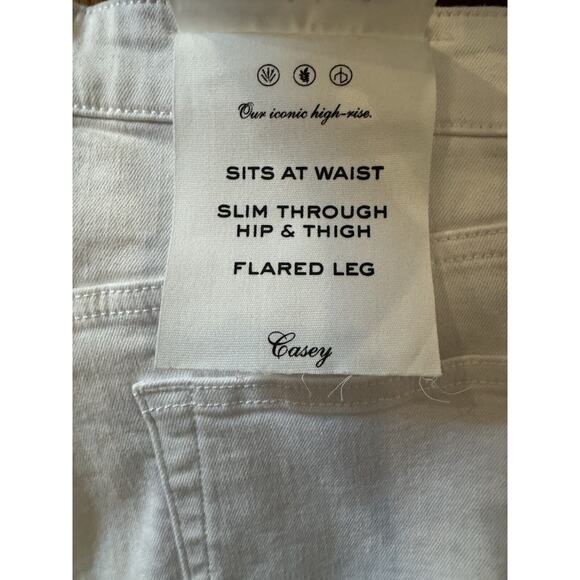 Our iconic high-rise.
SITS AT WAIST
SLIM THROUGH
HIP & THIGH
FLARED LEG
Casey